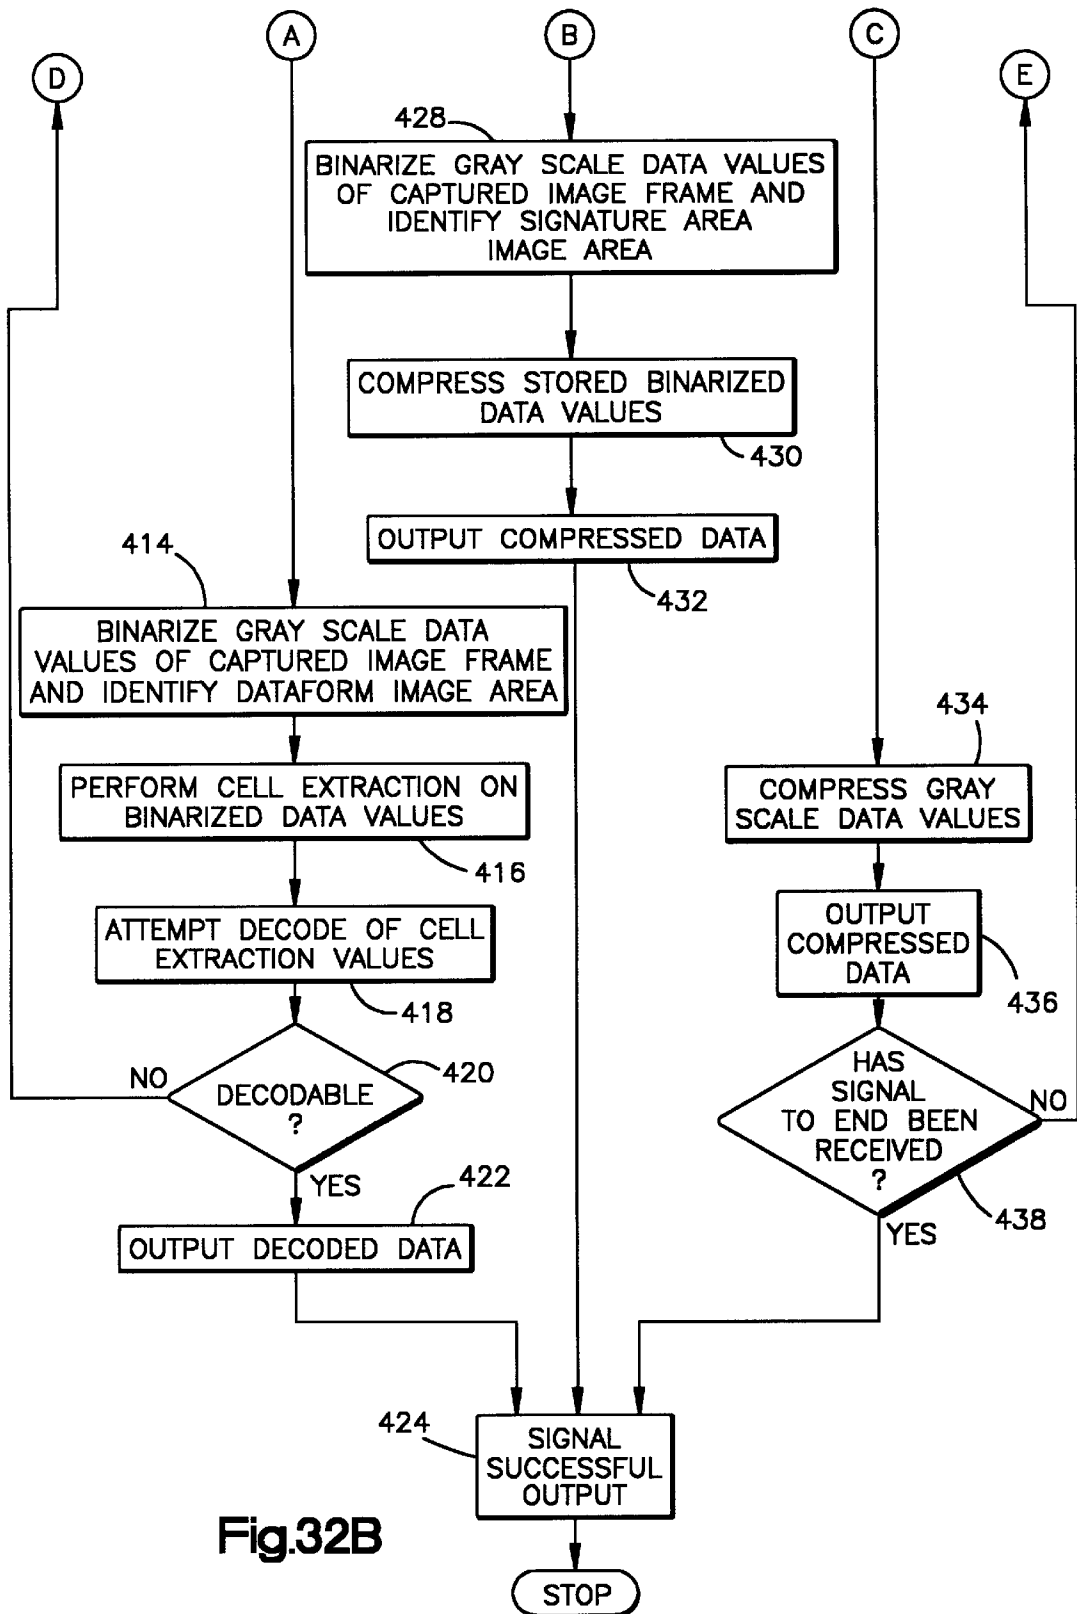 A
B
C
D
E
428
BINARIZE GRAY SCALE DATA VALUES
OF CAPTURED IMAGE FRAME AND
IDENTIFY SIGNATURE AREA
IMAGE AREA
COMPRESS STORED BINARIZED
DATA VALUES
430
OUTPUT COMPRESSED DATA
432
414
BINARIZE GRAY SCALE DATA
VALUES OF CAPTURED IMAGE FRAME
AND IDENTIFY DATAFORM IMAGE AREA
PERFORM CELL EXTRACTION ON
BINARIZED DATA VALUES
416
ATTEMPT DECODE OF CELL
EXTRACTION VALUES
418
420
NO
DECODABLE
?
YES
422
OUTPUT DECODED DATA
434
COMPRESS GRAY
SCALE DATA VALUES
OUTPUT
COMPRESSED
DATA
436
HAS
SIGNAL
TO END BEEN
RECEIVED
?
NO
438
YES
424
SIGNAL
SUCCESSFUL
OUTPUT
Fig.32B
STOP